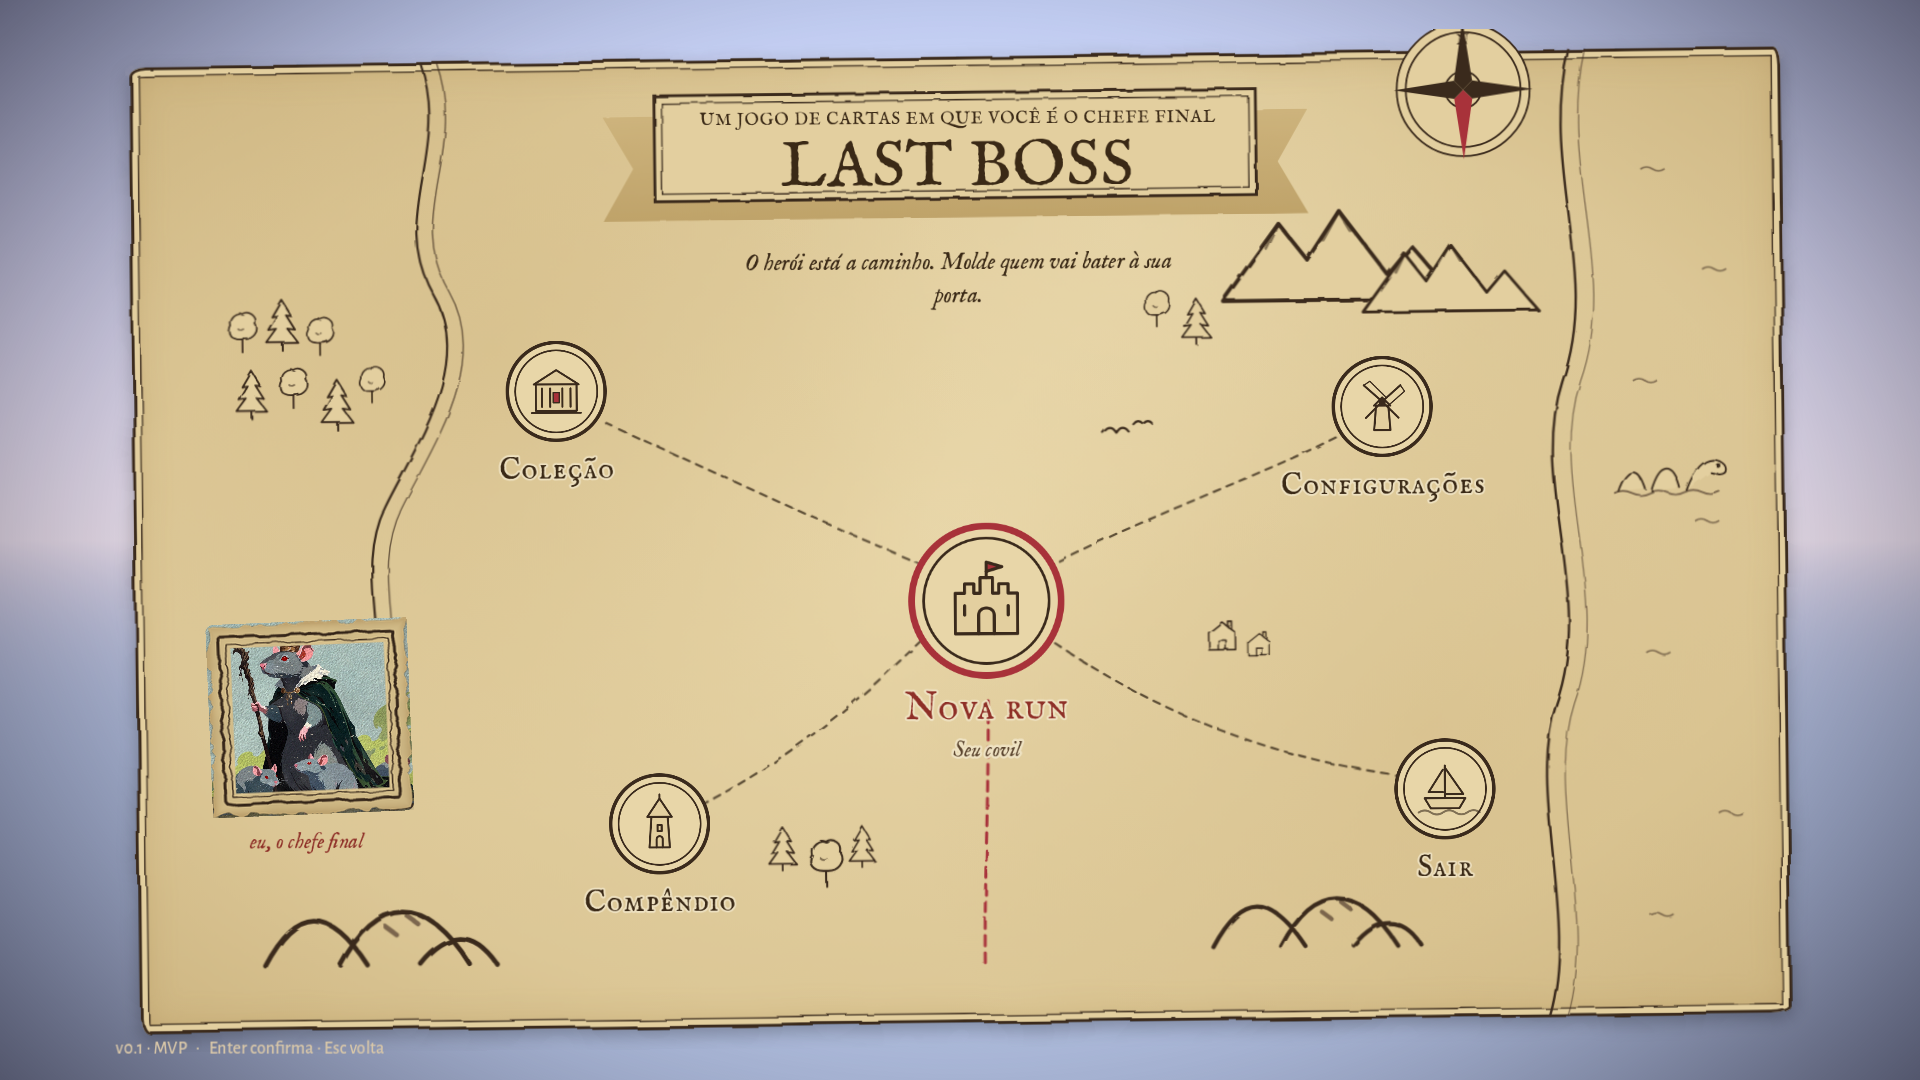 UM JOGO DE CARTAS EM QUE VOCÊ É O CHEFE FINAL
LAST BOSS
O herói está a caminho. Molde quem vai bater à sua
porta.
Coleção
Configurações
Nova run
Seu covil
eu, o chefe final
Compêndio
Sair
v0.1 · MVP · Enter confirma · Esc volta